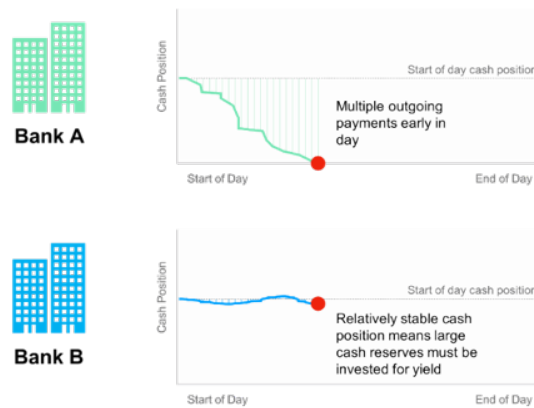 Bank A
Cash Position
Start of day cash position
Multiple outgoing
payments early in
day
Start of Day
End of Day
Bank B
Cash Position
Start of day cash position
Relatively stable cash
position means large
cash reserves must be
invested for yield
Start of Day
End of Day